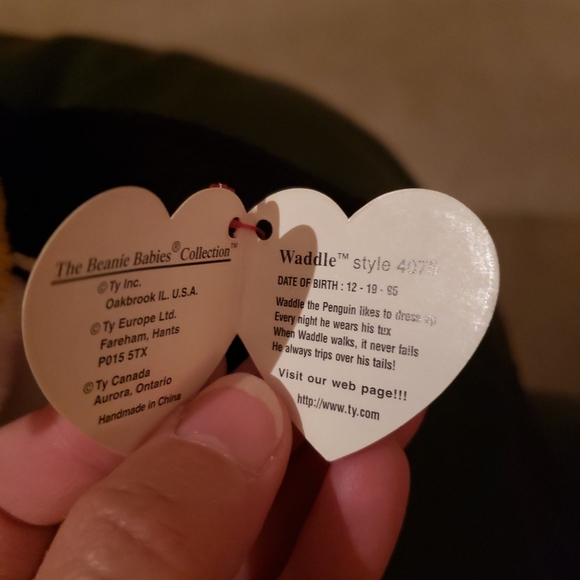 The Beanie Babies® Collection™
©Ty Inc.
Oakbrook IL. U.S.A.
©Ty Europe Ltd.
Fareham, Hants
P015 5TX
©Ty Canada
Aurora, Ontario
Handmade in China
Waddle™ style 4075
DATE OF BIRTH : 12 - 19 - 95
Waddle the Penguin likes to dress up
Every night he wears his tux
When Waddle walks, it never fails
He always trips over his tails!
Visit our web page!!!
http://www.ty.com